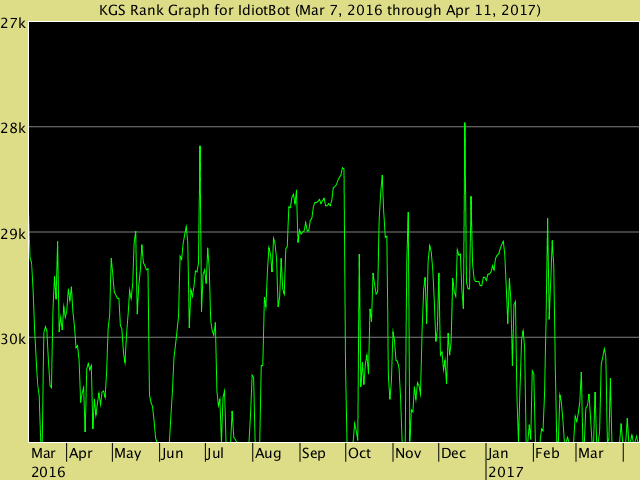 KGS Rank Graph for IdiotBot (Mar 7, 2016 through Apr 11, 2017)
27k
28k
29k
30k
Mar Apr May Jun Jul Aug Sep Oct Nov Dec Jan Feb Mar
2016 2017